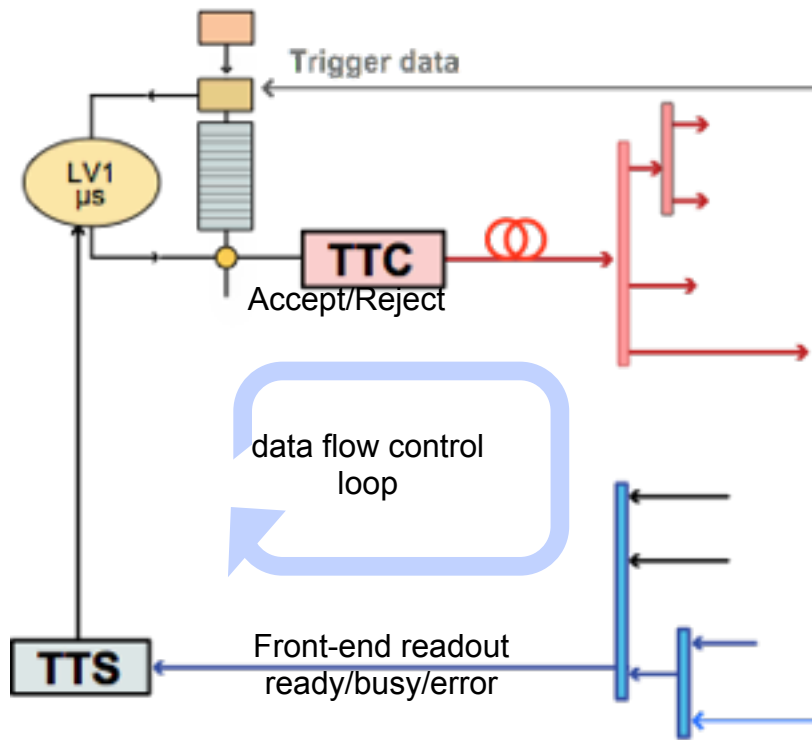 Trigger data
LV1
µs
TTC
Accept/Reject
data flow control
loop
Front-end readout
ready/busy/error
TTS